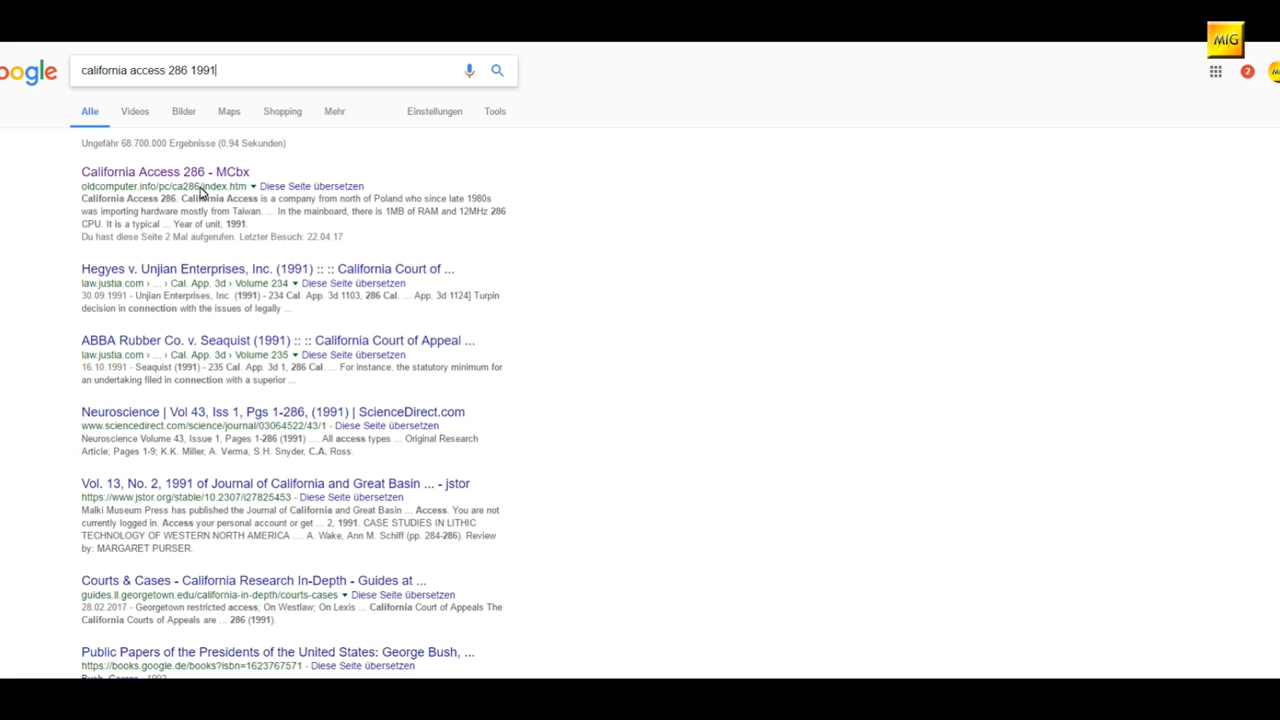 MIG
oogle
california access 286 1991
2
Alle Videos Bilder Maps Shopping Mehr Einstellungen Tools
Ungefähr 68.700.000 Ergebnisse (0,94 Sekunden)
California Access 286 - MCbx
oldcomputer.info/pc/ca286/index.htm ▼ Diese Seite übersetzen
California Access 286. California Access is a company from north of Poland who since late 1980s
was importing hardware mostly from Taiwan. ... In the mainboard, there is 1MB of RAM and 12MHz 286
CPU. It is a typical ... Year of unit, 1991.
Du hast diese Seite 2 Mal aufgerufen. Letzter Besuch: 22.04.17
Hegyes v. Unjian Enterprises, Inc. (1991) :: :: California Court of ...
law.justia.com › ... › Cal. App. 3d › Volume 234 ▼ Diese Seite übersetzen
30.09.1991 - Unjian Enterprises, Inc. (1991) - 234 Cal. App. 3d 1103, 286 Cal. ... App. 3d 1124] Turpin
decision in connection with the issues of legally ...
ABBA Rubber Co. v. Seaquist (1991) :: :: California Court of Appeal ...
law.justia.com › ... › Cal. App. 3d › Volume 235 ▼ Diese Seite übersetzen
16.10.1991 - Seaquist (1991) - 235 Cal. App. 3d 1, 286 Cal. ... For instance, the statutory minimum for
an undertaking filed in connection with a superior ...
Neuroscience | Vol 43, Iss 1, Pgs 1-286, (1991) | ScienceDirect.com
www.sciencedirect.com/science/journal/03064522/43/1 - Diese Seite übersetzen
Neuroscience Volume 43, Issue 1, Pages 1-286 (1991) .... All access types ... Original Research
Article; Pages 1-9; K.K. Miller, A. Verma, S.H. Snyder, C.A. Ross.
Vol. 13, No. 2, 1991 of Journal of California and Great Basin ... - jstor
https://www.jstor.org/stable/10.2307/i27825453 - Diese Seite übersetzen
Malki Museum Press has published the Journal of California and Great Basin ... Access. You are not
currently logged in. Access your personal account or get ... 2, 1991. CASE STUDIES IN LITHIC
TECHNOLOGY OF WESTERN NORTH AMERICA .... A. Wake, Ann M. Schiff (pp. 284-286). Review
by: MARGARET PURSER.
Courts & Cases - California Research In-Depth - Guides at ...
guides.ll.georgetown.edu/california-in-depth/courts-cases ▼ Diese Seite übersetzen
28.02.2017 - Georgetown restricted access; On Westlaw; On Lexis ... California Court of Appeals The
California Courts of Appeals are ... 286 (1991).
Public Papers of the Presidents of the United States: George Bush, ...
https://books.google.de/books?isbn=1623767571 - Diese Seite übersetzen